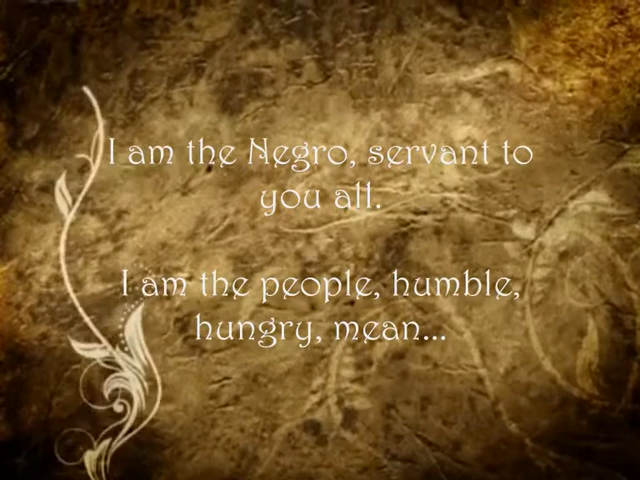 I am the Negro, servant to
you all.
I am the people, humble,
hungry, mean...